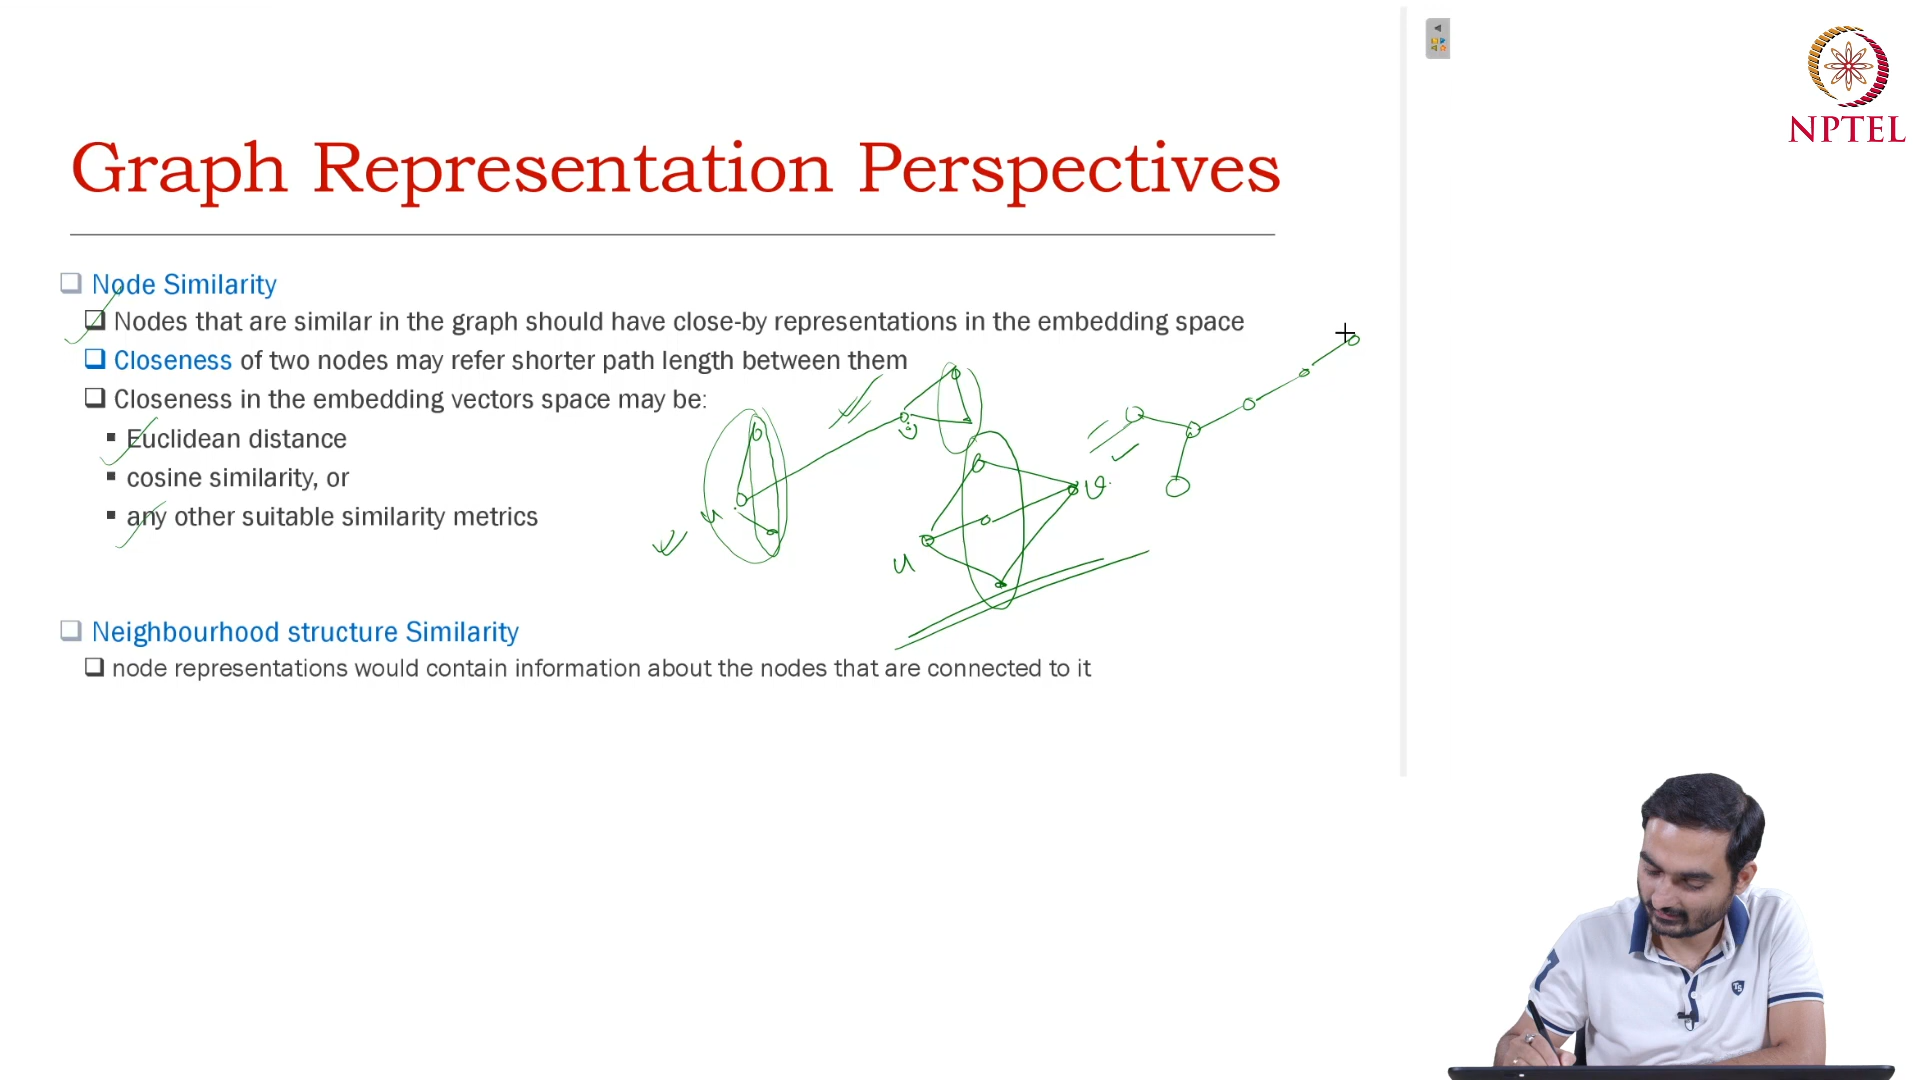 NPTEL
Graph Representation Perspectives
Node Similarity
Nodes that are similar in the graph should have close-by representations in the embedding space
Closeness of two nodes may refer shorter path length between them
Closeness in the embedding vectors space may be:
Euclidean distance
cosine similarity, or
any other suitable similarity metrics
u
v
u
v
Neighbourhood structure Similarity
node representations would contain information about the nodes that are connected to it